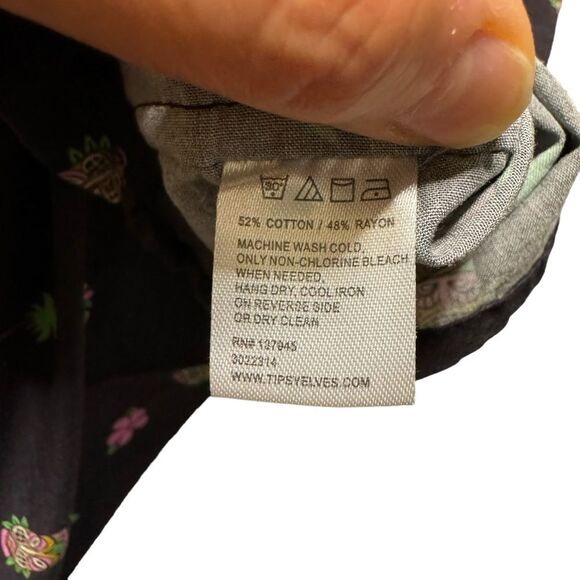 30°
52% COTTON / 48% RAYON
MACHINE WASH COLD,
ONLY NON-CHLORINE BLEACH
WHEN NEEDED,
HANG DRY, COOL IRON
ON REVERSE SIDE
OR DRY CLEAN
RN# 137945
3022314
WWW.TIPSYELVES.COM